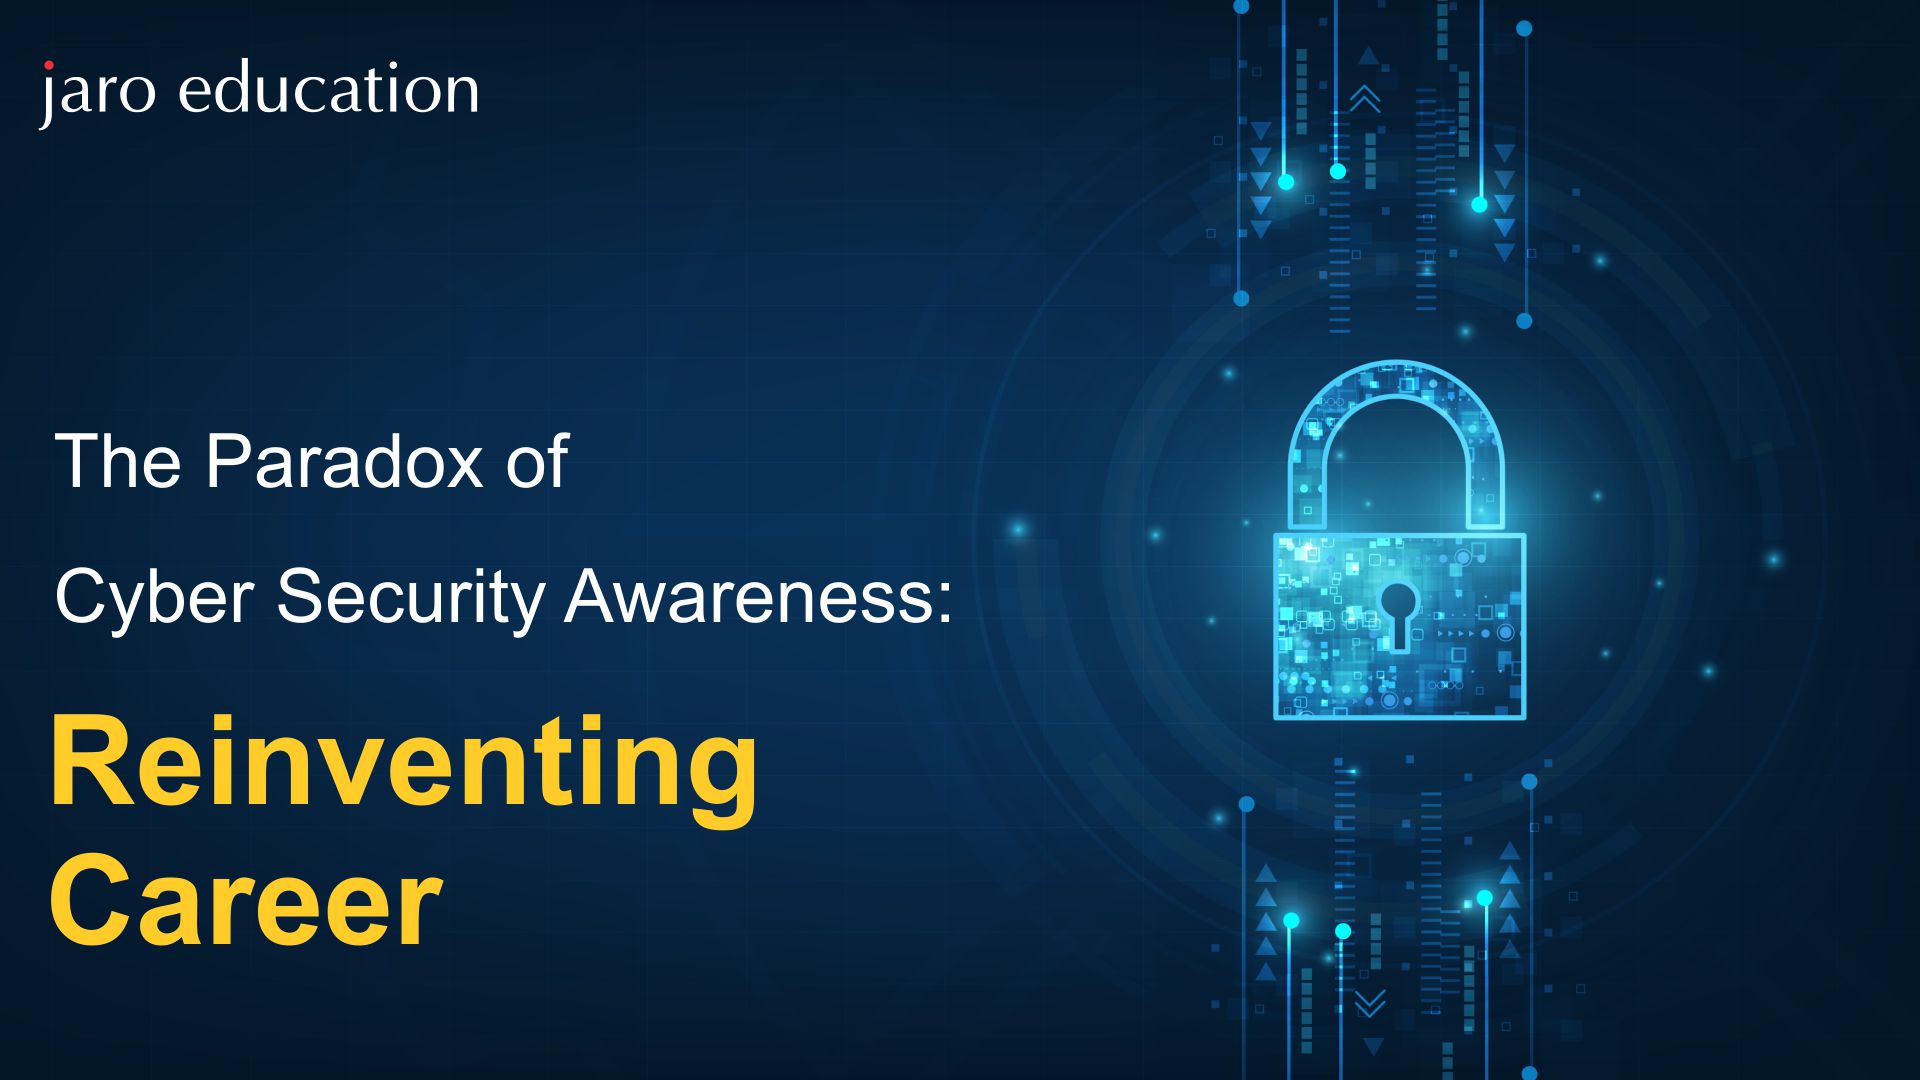 jaro education
The Paradox of
Cyber Security Awareness:
Reinventing
Career